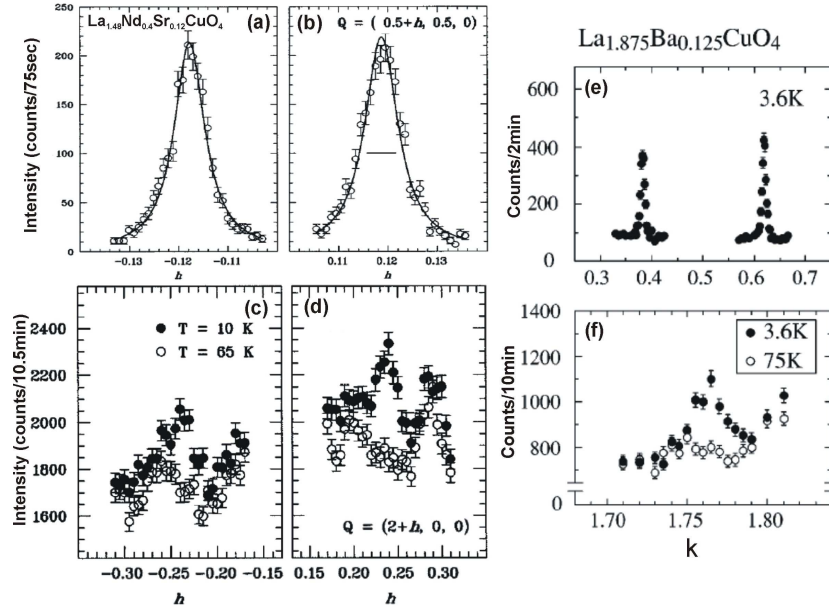 La1.48Nd0.4Sr0.12CuO4 (a)
250
200
150
100
50
0
Intensity (counts/75sec)
−0.13 −0.12 −0.11
h
(b) Q = ( 0.5+h, 0.5, 0)
0.11 0.12 0.13
h
(c)
● T = 10 K
○ T = 65 K
2400
2200
2000
1800
1600
Intensity (counts/10.5min)
−0.30 −0.25 −0.20 −0.15
h
(d)
Q = (2+h, 0, 0)
0.20 0.25 0.30
h
La1.875Ba0.125CuO4
(e) 3.6K
600
400
200
0
Counts/2min
0.3 0.4 0.5 0.6 0.7
(f)
● 3.6K
○ 75K
1400
1200
1000
800
0
Counts/10min
1.70 1.75 1.80
k